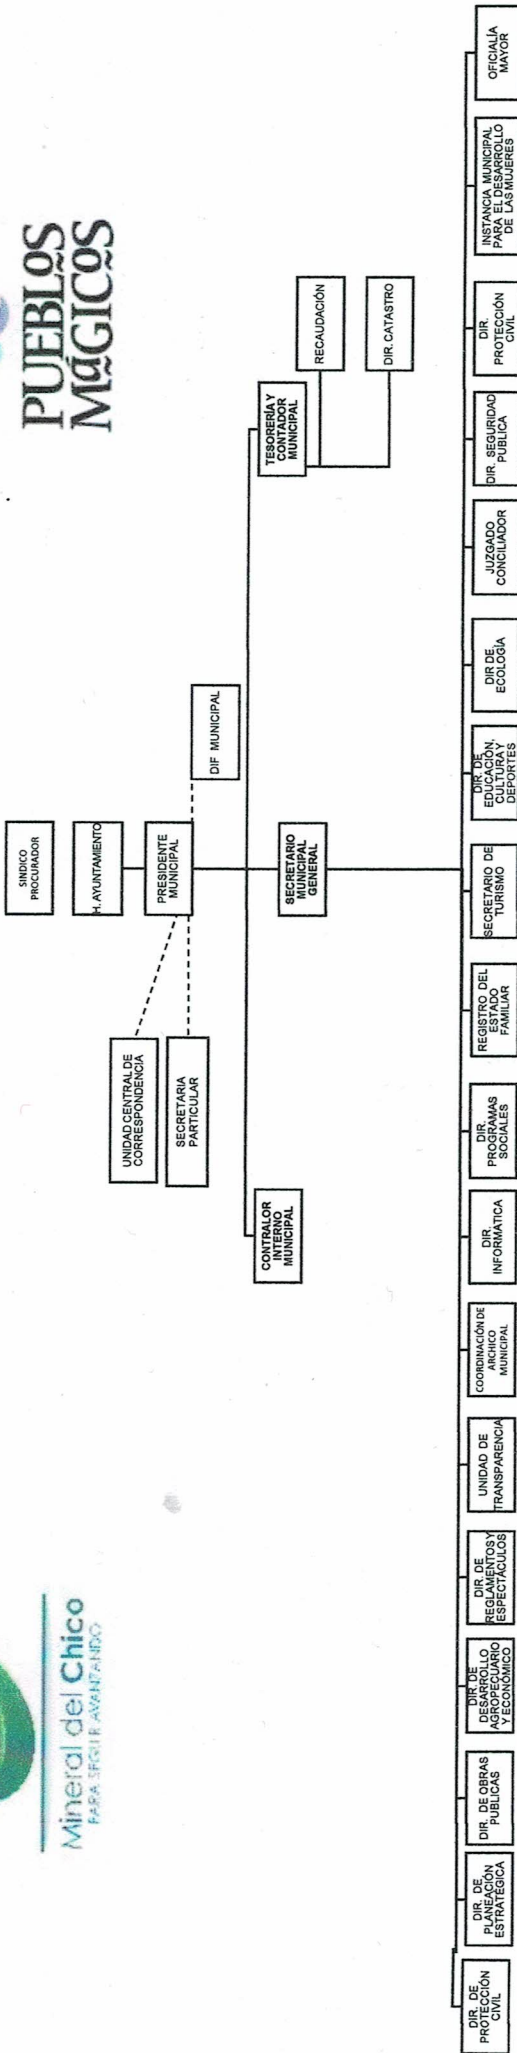 Mineral del Chico
PARA SEGUIR AVANZANDO
PUEBLOS
MáGICOS
SINDICO
PROCURADOR
H. AYUNTAMIENTO
PRESIDENTE
MUNICIPAL
UNIDAD CENTRAL DE
CORRESPONDENCIA
SECRETARIA
PARTICULAR
DIF MUNICIPAL
CONTRALOR
INTERNO
MUNICIPAL
SECRETARIO
MUNICIPAL
GENERAL
TESORERÍA Y
CONTADOR
MUNICIPAL
RECAUDACIÓN
DIR. CATASTRO
DIR. DE
PROTECCIÓN
CIVIL
DIR. DE
PLANEACIÓN
ESTRATÉGICA
DIR. DE OBRAS
PUBLICAS
DIR. DE
DESARROLLO
AGROPECUARIO
Y ECONÓMICO
DIR. DE
REGLAMENTOS Y
ESPECTÁCULOS
UNIDAD DE
TRANSPARENCIA
COORDINACIÓN DE
ARCHICO
MUNICIPAL
DIR.
INFORMATICA
DIR.
PROGRAMAS
SOCIALES
REGISTRO DEL
ESTADO
FAMILIAR
SECRETARIO DE
TURISMO
DIR. DE
EDUCACIÓN,
CULTURA Y
DEPORTES
DIR DE
ECOLOGÍA
JUZGADO
CONCILIADOR
DIR. SEGURIDAD
PUBLICA
DIR.
PROTECCIÓN
CIVIL
INSTANCIA MUNICIPAL
PARA EL DESARROLLO
DE LAS MUJERES
OFICIALÍA
MAYOR